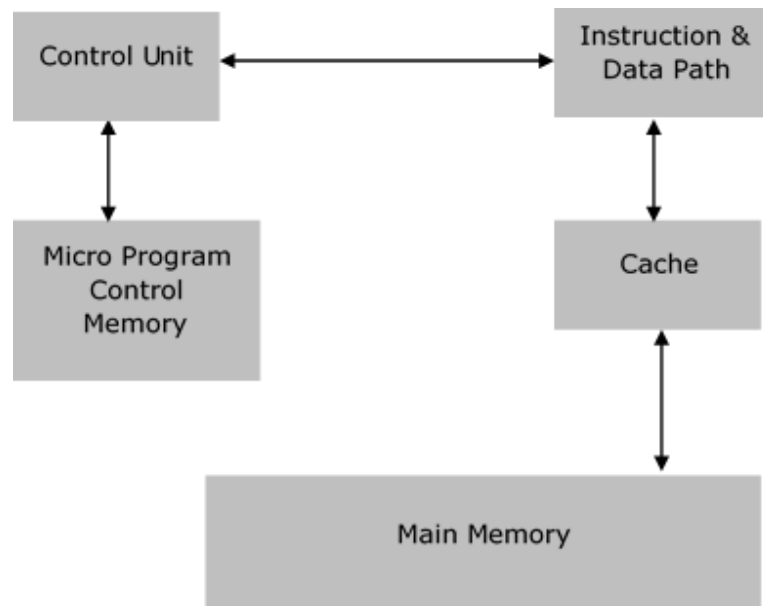 Control Unit
Instruction &
Data Path
Micro Program
Control
Memory
Cache
Main Memory